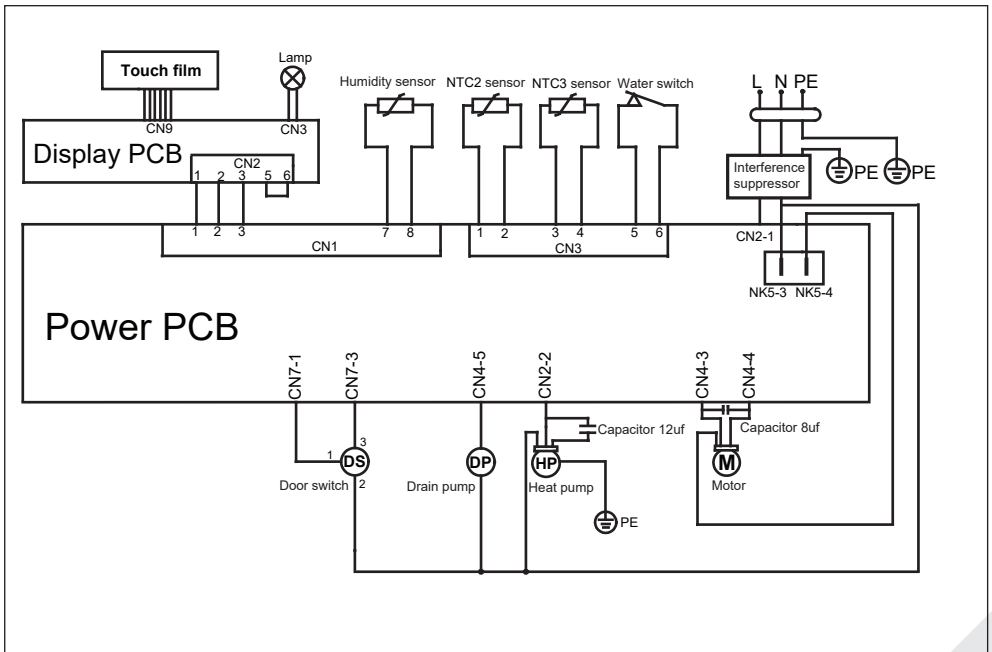 Touch film
Lamp
Humidity sensor
NTC2 sensor
NTC3 sensor
Water switch
L N PE
CN9
CN3
Display PCB
CN2
1 2 3 5 6
Interference
suppressor
PE
PE
1 2 3
7 8
CN1
1 2 3 4 5 6
CN3
CN2-1
NK5-3 NK5-4
Power PCB
CN7-1
CN7-3
CN4-5
CN2-2
CN4-3
CN4-4
Capacitor 12uf
Capacitor 8uf
3
1
DS
2
Door switch
DP
Drain pump
HP
Heat pump
M
Motor
PE